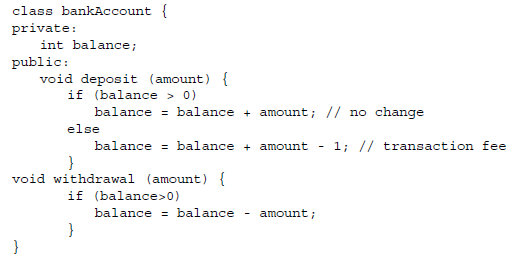 class bankAccount {
private:
int balance;
public:
void deposit (amount) {
if (balance > 0)
balance = balance + amount; // no change
else
balance = balance + amount - 1; // transaction fee
}
void withdrawal (amount) {
if (balance>0)
balance = balance - amount;
}
}